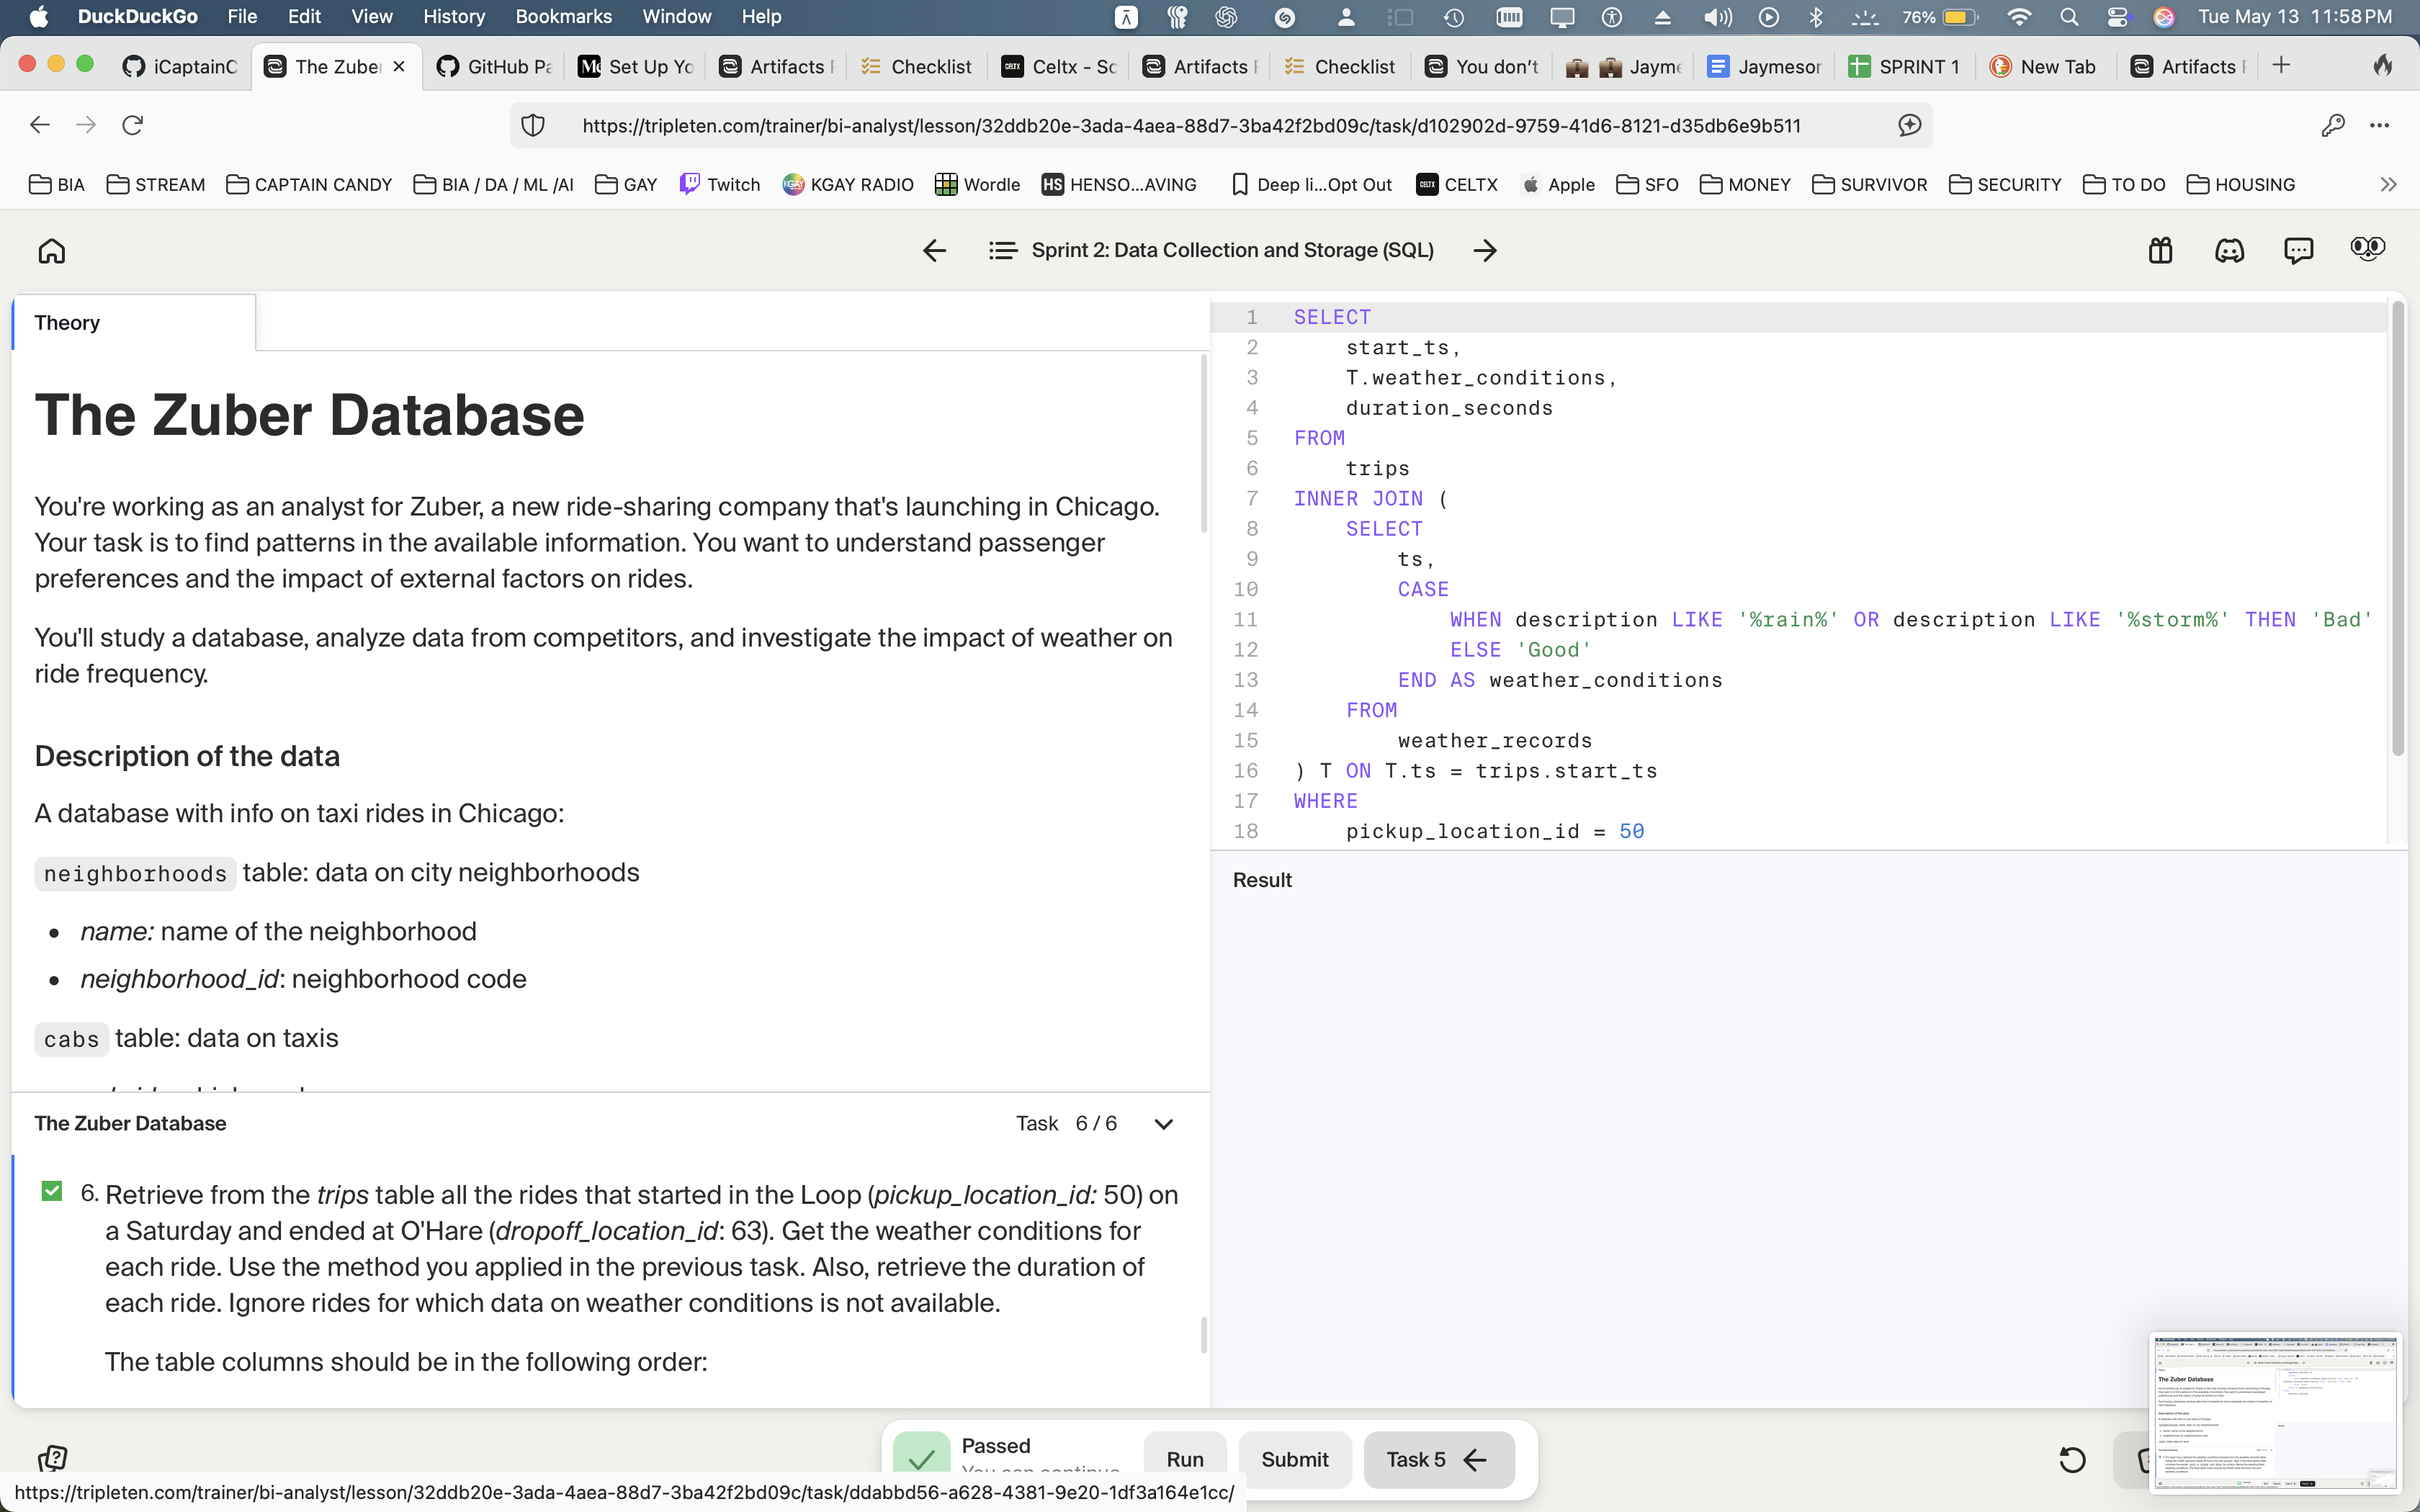 DuckDuckGo File Edit View History Bookmarks Window Help 76% Tue May 13 11:58 PM
iCaptainC The Zuber GitHub Pa Set Up Yo Artifacts Checklist Celtx - Sc Artifacts Checklist You don't Jayme Jaymesor SPRINT 1 New Tab Artifacts
https://tripleten.com/trainer/bi-analyst/lesson/32ddb20e-3ada-4aea-88d7-3ba42f2bd09c/task/d102902d-9759-41d6-8121-d35db6e9b511
BIA STREAM CAPTAIN CANDY BIA / DA / ML /AI GAY Twitch KGAY RADIO Wordle HS HENSO...AVING Deep li...Opt Out CELTX CELTX Apple SFO MONEY SURVIVOR SECURITY TO DO HOUSING
Sprint 2: Data Collection and Storage (SQL)
Theory
The Zuber Database
You're working as an analyst for Zuber, a new ride-sharing company that's launching in Chicago.
Your task is to find patterns in the available information. You want to understand passenger
preferences and the impact of external factors on rides.
You'll study a database, analyze data from competitors, and investigate the impact of weather on
ride frequency.
Description of the data
A database with info on taxi rides in Chicago:
neighborhoods table: data on city neighborhoods
• name: name of the neighborhood
• neighborhood_id: neighborhood code
cabs table: data on taxis
The Zuber Database
Task 6 / 6
6. Retrieve from the trips table all the rides that started in the Loop (pickup_location_id: 50) on
a Saturday and ended at O'Hare (dropoff_location_id: 63). Get the weather conditions for
each ride. Use the method you applied in the previous task. Also, retrieve the duration of
each ride. Ignore rides for which data on weather conditions is not available.
The table columns should be in the following order:
1 SELECT
2 start_ts,
3 T.weather_conditions,
4 duration_seconds
5 FROM
6 trips
7 INNER JOIN (
8 SELECT
9 ts,
10 CASE
11 WHEN description LIKE '%rain%' OR description LIKE '%storm%' THEN 'Bad'
12 ELSE 'Good'
13 END AS weather_conditions
14 FROM
15 weather_records
16 ) T ON T.ts = trips.start_ts
17 WHERE
18 pickup_location_id = 50
Result
Passed
Run
Submit
Task 5
The Zuber Database
https://tripleten.com/trainer/bi-analyst/lesson/32ddb20e-3ada-4aea-88d7-3ba42f2bd09c/task/ddabbd56-a628-4381-9e20-1df3a164e1cc/